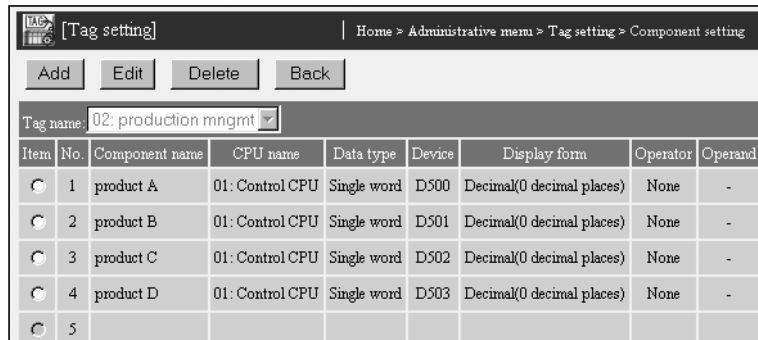 TAG [Tag setting] Home > Administrative menu > Tag setting > Component setting
Add Edit Delete Back
Tag name: 02: production mngmt
Item No. Component name CPU name Data type Device Display form Operator Operand
1 product A 01: Control CPU Single word D500 Decimal(0 decimal places) None -
2 product B 01: Control CPU Single word D501 Decimal(0 decimal places) None -
3 product C 01: Control CPU Single word D502 Decimal(0 decimal places) None -
4 product D 01: Control CPU Single word D503 Decimal(0 decimal places) None -
5